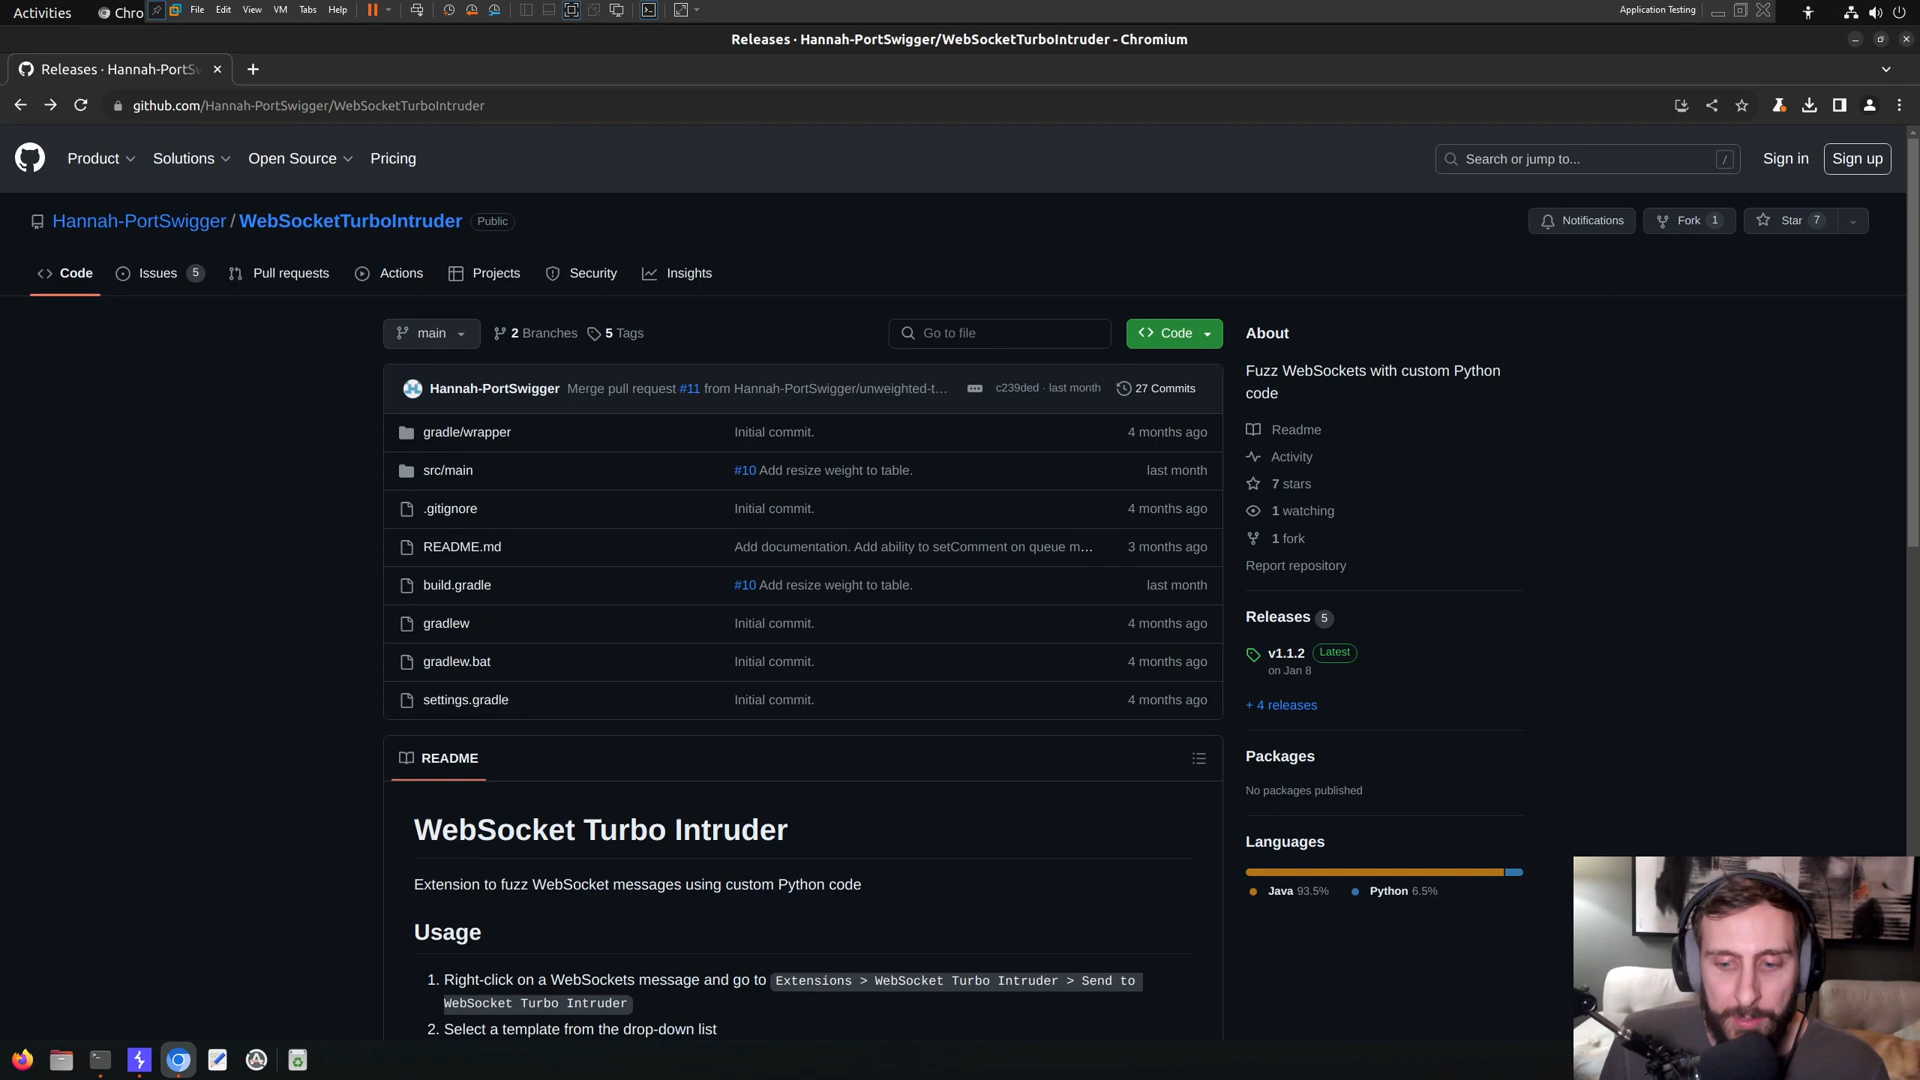 Activities
Chro
File Edit View VM Tabs Help
Application Testing
Releases · Hannah-PortSwigger/WebSocketTurboIntruder - Chromium
Releases · Hannah-PortSw
github.com/Hannah-PortSwigger/WebSocketTurboIntruder
Product Solutions Open Source Pricing
Search or jump to... /
Sign in Sign up
Hannah-PortSwigger / WebSocketTurboIntruder Public
Notifications Fork 1 Star 7
Code Issues 5 Pull requests Actions Projects Security Insights
main 2 Branches 5 Tags
Go to file
Code
Hannah-PortSwigger Merge pull request #11 from Hannah-PortSwigger/unweighted-t... c239ded · last month 27 Commits
gradle/wrapper Initial commit. 4 months ago
src/main #10 Add resize weight to table. last month
.gitignore Initial commit. 4 months ago
README.md Add documentation. Add ability to setComment on queue m... 3 months ago
build.gradle #10 Add resize weight to table. last month
gradlew Initial commit. 4 months ago
gradlew.bat Initial commit. 4 months ago
settings.gradle Initial commit. 4 months ago
README
WebSocket Turbo Intruder
Extension to fuzz WebSocket messages using custom Python code
Usage
1. Right-click on a WebSockets message and go to Extensions > WebSocket Turbo Intruder > Send to
WebSocket Turbo Intruder
2. Select a template from the drop-down list
About
Fuzz WebSockets with custom Python
code
Readme
Activity
7 stars
1 watching
1 fork
Report repository
Releases 5
v1.1.2 Latest
on Jan 8
+ 4 releases
Packages
No packages published
Languages
Java 93.5% Python 6.5%